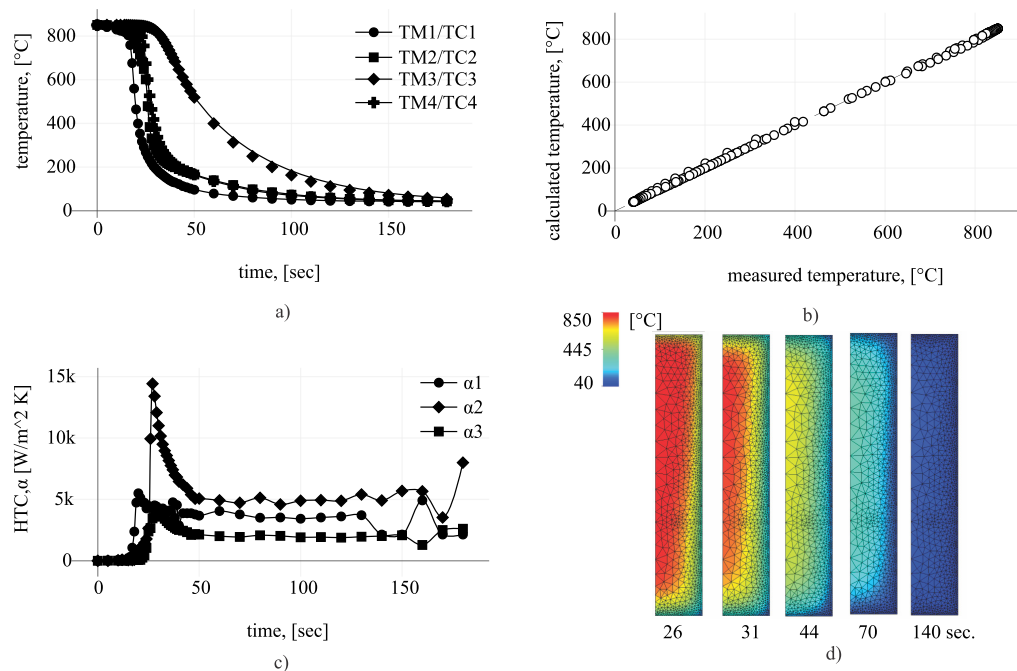 800
600
400
200
0
temperature, [°C]
TM1/TC1
TM2/TC2
TM3/TC3
TM4/TC4
0
50
100
150
time, [sec]
a)
800
600
400
200
0
calculated temperature, [°C]
0
200
400
600
800
measured temperature, [°C]
b)
15k
10k
5k
0
HTC,α [W/m^2 K]
α1
α2
α3
0
50
100
150
time, [sec]
c)
850 [°C]
445
40
26 31 44 70 140 sec.
d)